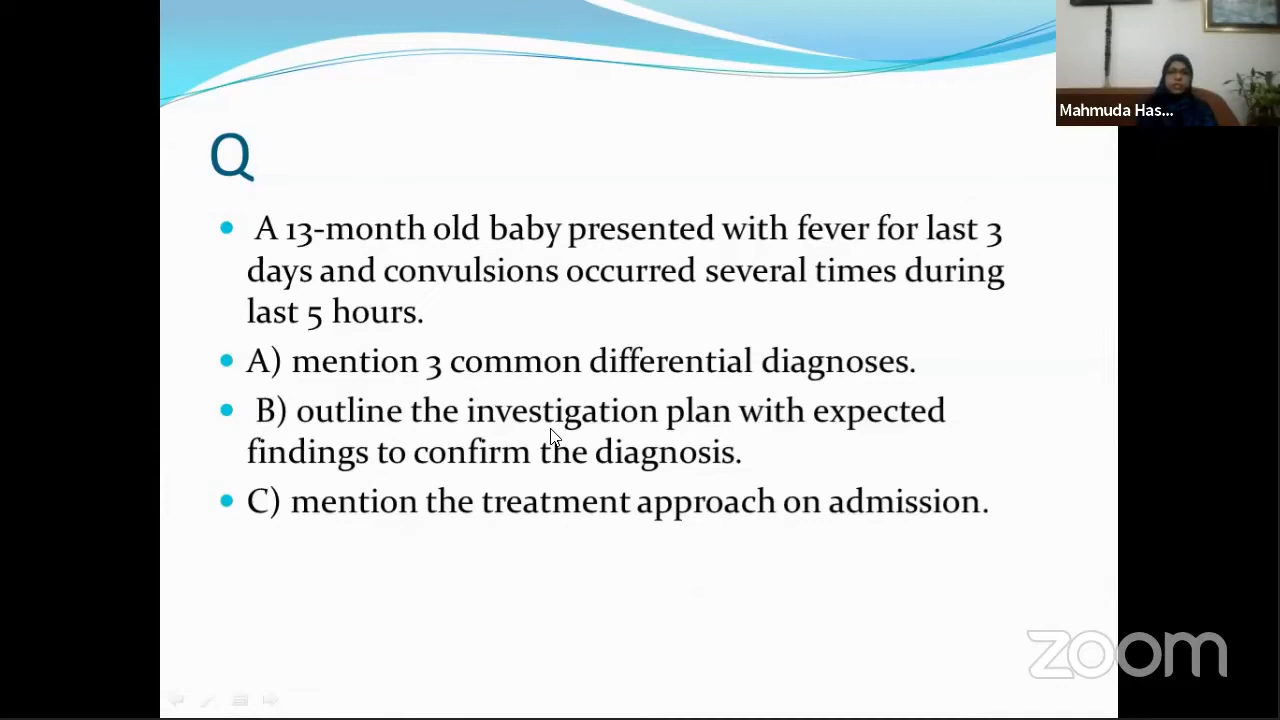 Mahmuda Has...
Q
A 13-month old baby presented with fever for last 3
days and convulsions occurred several times during
last 5 hours.
A) mention 3 common differential diagnoses.
B) outline the investigation plan with expected
findings to confirm the diagnosis.
C) mention the treatment approach on admission.
zoom